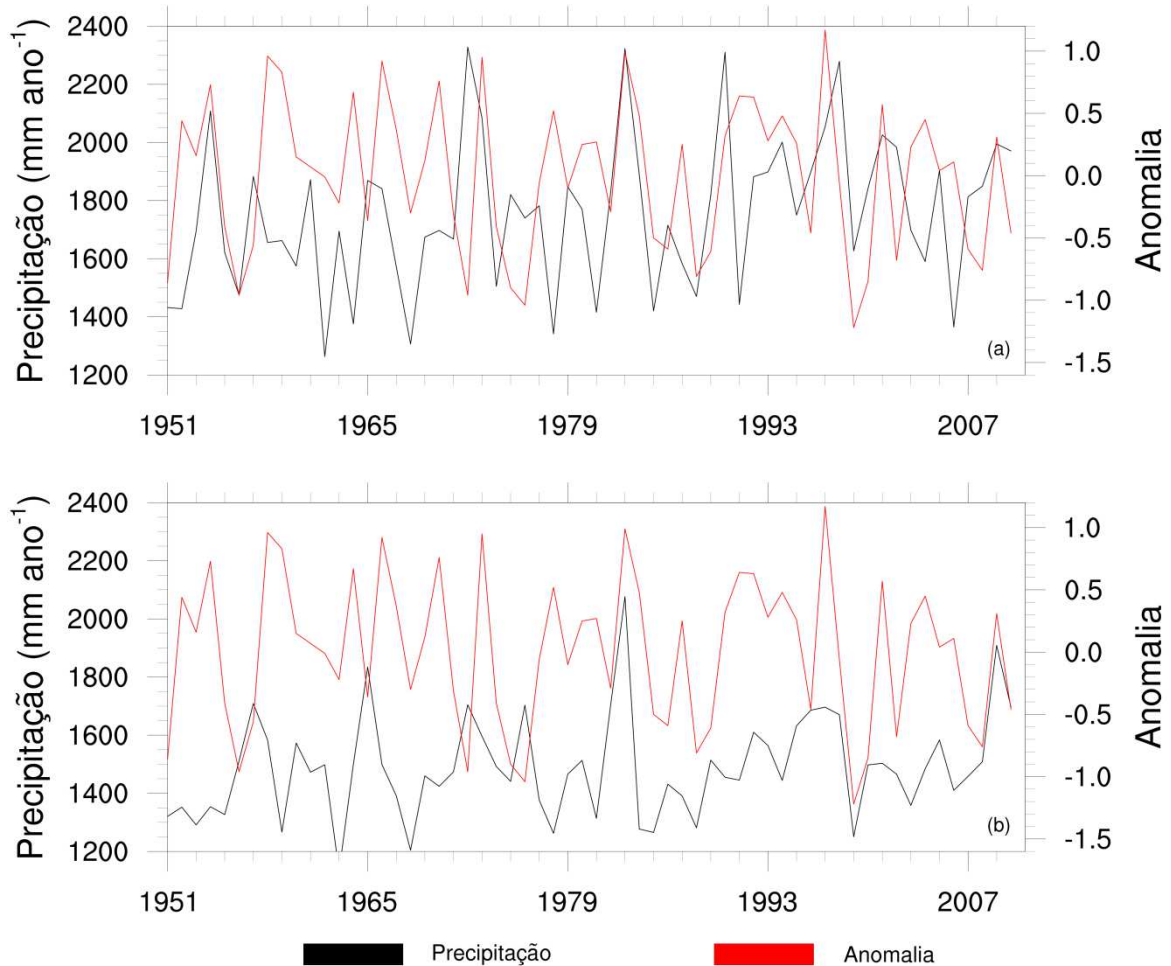 Precipitação (mm ano⁻¹)
2400
2200
2000
1800
1600
1400
1200
1.0
0.5
0.0
-0.5
-1.0
-1.5
Anomalia
(a)
1951 1965 1979 1993 2007
Precipitação (mm ano⁻¹)
2400
2200
2000
1800
1600
1400
1200
1.0
0.5
0.0
-0.5
-1.0
-1.5
Anomalia
(b)
1951 1965 1979 1993 2007
Precipitação Anomalia